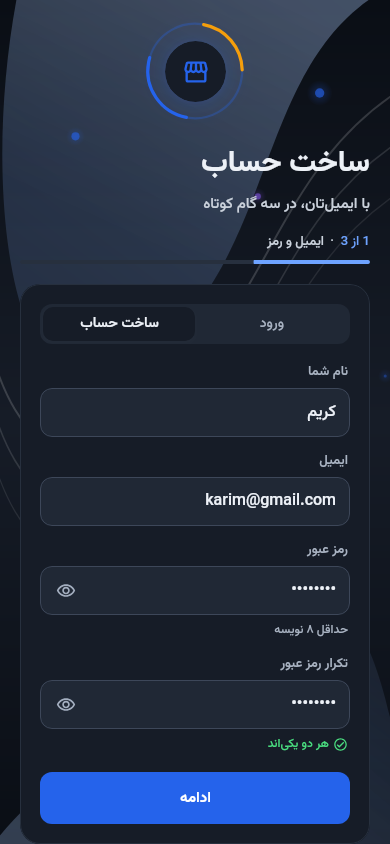 ساخت حساب
با ایمیل‌تان، در سه گام کوتاه
1 از 3 · ایمیل و رمز
ورود
ساخت حساب
نام شما
کریم
ایمیل
karim@gmail.com
رمز عبور
••••••••
حداقل ۸ نویسه
تکرار رمز عبور
••••••••
هر دو یکی‌اند
ادامه